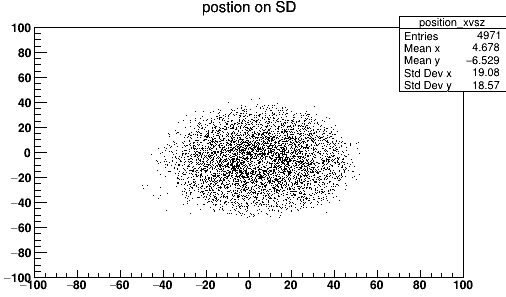 postion on SD
position_xvsz
Entries 4971
Mean x 4.678
Mean y −6.529
Std Dev x 19.08
Std Dev y 18.57
100
80
60
40
20
0
−20
−40
−60
−80
−100
−100 −80 −60 −40 −20 0 20 40 60 80 100